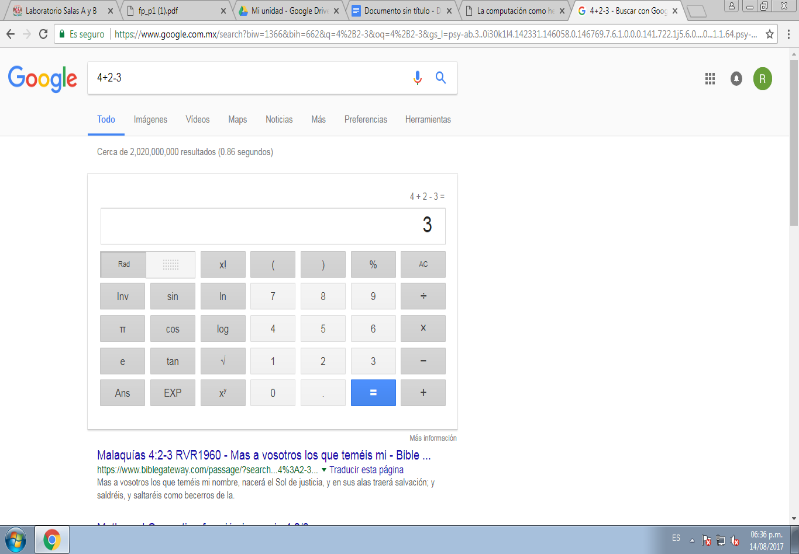 Laboratorio Salas A y B
fp_p1 (1).pdf
Mi unidad - Google Drive
Documento sin título - D
La computación como he
4+2-3 - Buscar con Goog
Es seguro
https://www.google.com.mx/search?biw=1366&bih=662&q=4%2B2-3&oq=4%2B2-3&gs_l=psy-ab.3..0i30k1l4.142331.146058.0.146769.7.6.1.0.0.0.141.722.1j5.6.0...0...1.1.64.psy-...
Google
4+2-3
R
Todo Imágenes Vídeos Maps Noticias Más Preferencias Herramientas
Cerca de 2,020,000,000 resultados (0.86 segundos)
4 + 2 - 3 =
3
Rad x! ( ) % AC
Inv sin ln 7 8 9 ÷
π cos log 4 5 6 ×
e tan √ 1 2 3 −
Ans EXP xʸ 0 . = +
Más información
Malaquías 4:2-3 RVR1960 - Mas a vosotros los que teméis mi - Bible ...
https://www.biblegateway.com/passage/?search...4%3A2-3... ▼ Traducir esta página
Mas a vosotros los que teméis mi nombre, nacerá el Sol de justicia, y en sus alas traerá salvación; y
saldréis, y saltaréis como becerros de la.
ES
06:36 p.m.
14/08/2017